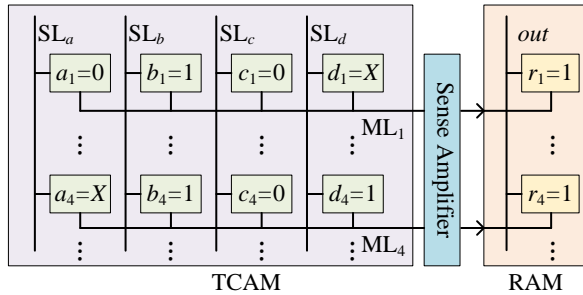 SLa SLb SLc SLd out
a1=0 b1=1 c1=0 d1=X r1=1
ML1
Sense Amplifier
a4=X b4=1 c4=0 d4=1 r4=1
ML4
TCAM RAM